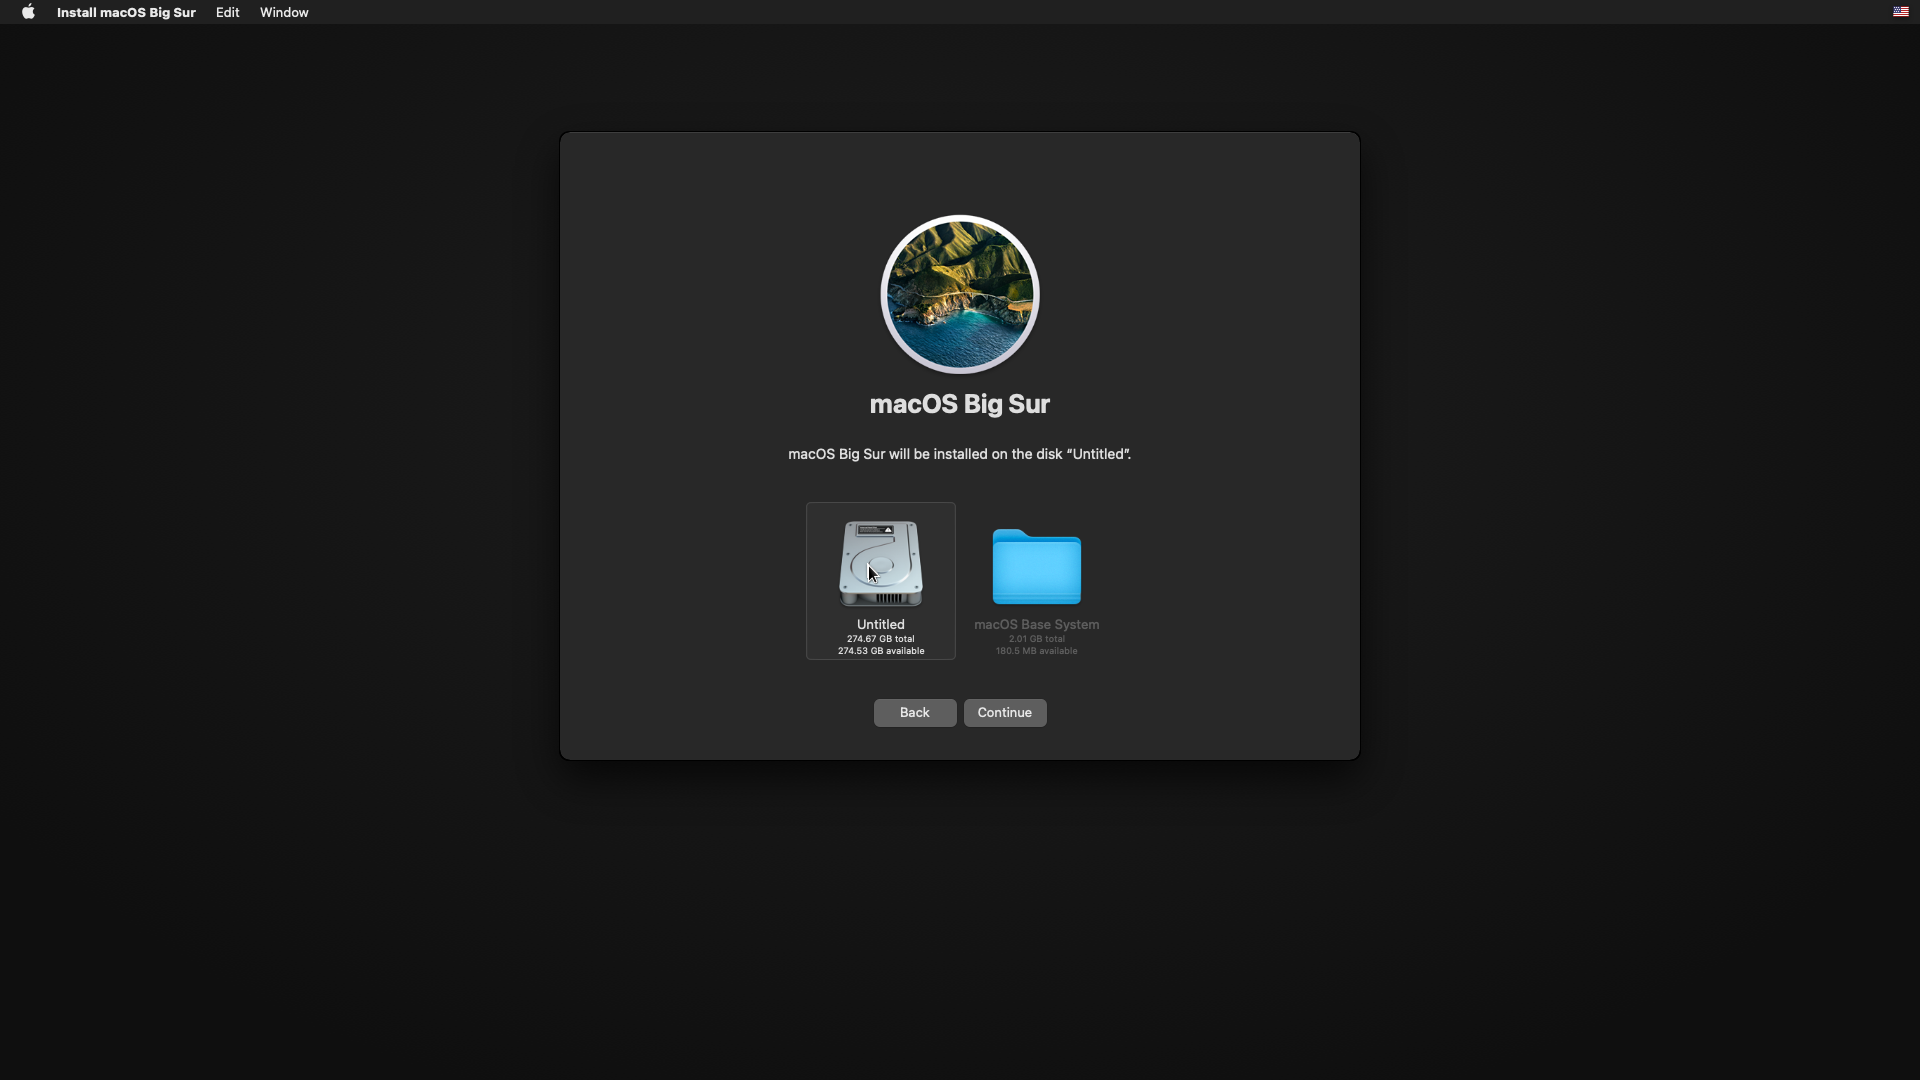 Install macOS Big Sur Edit Window
macOS Big Sur
macOS Big Sur will be installed on the disk “Untitled”.
Untitled
274.67 GB total
274.53 GB available
macOS Base System
2.01 GB total
180.5 MB available
Back Continue